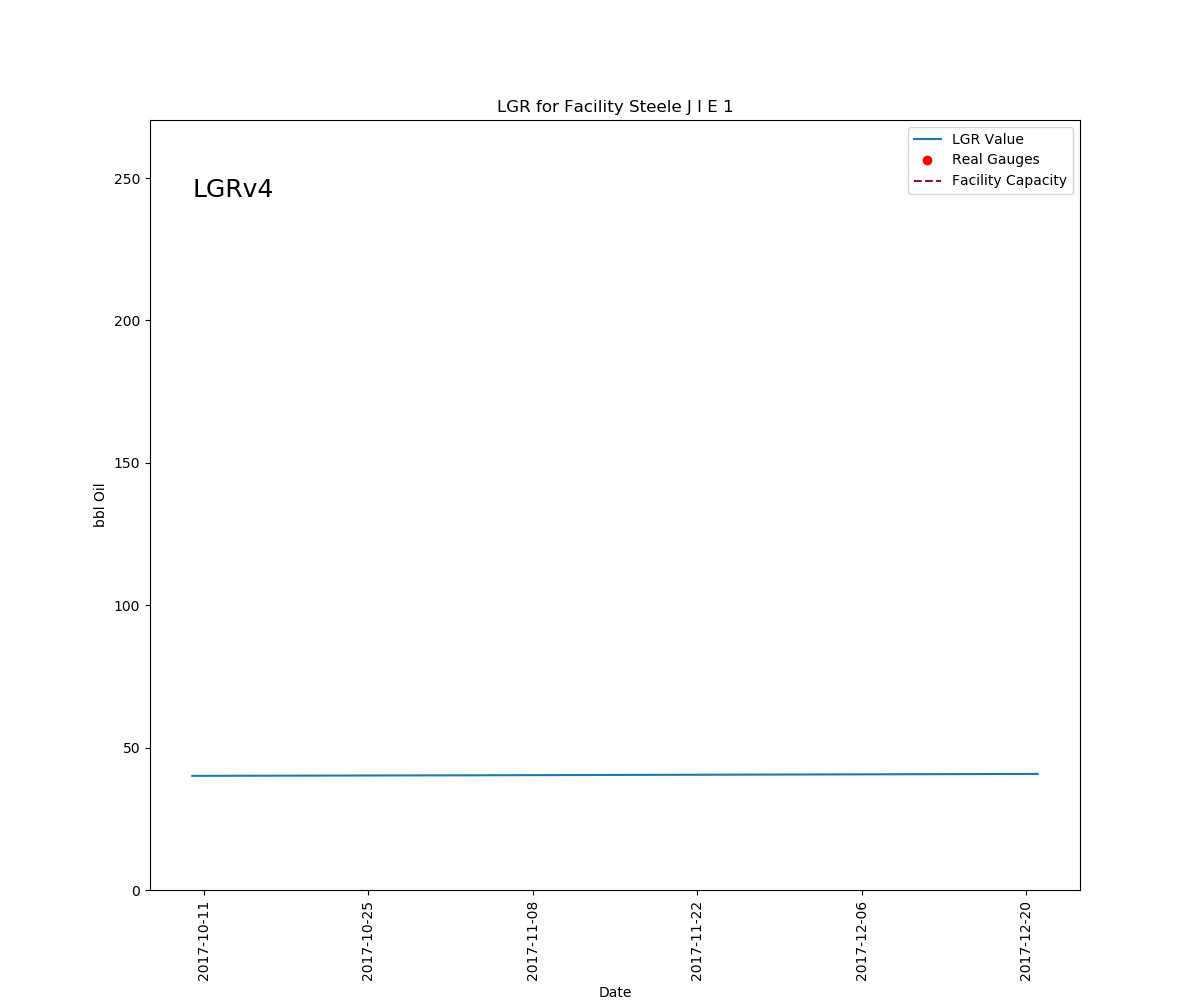 LGR for Facility Steele J I E 1
LGR Value
Real Gauges
Facility Capacity
LGRv4
250
200
150
100
50
0
bbl Oil
2017-10-11
2017-10-25
2017-11-08
2017-11-22
2017-12-06
2017-12-20
Date